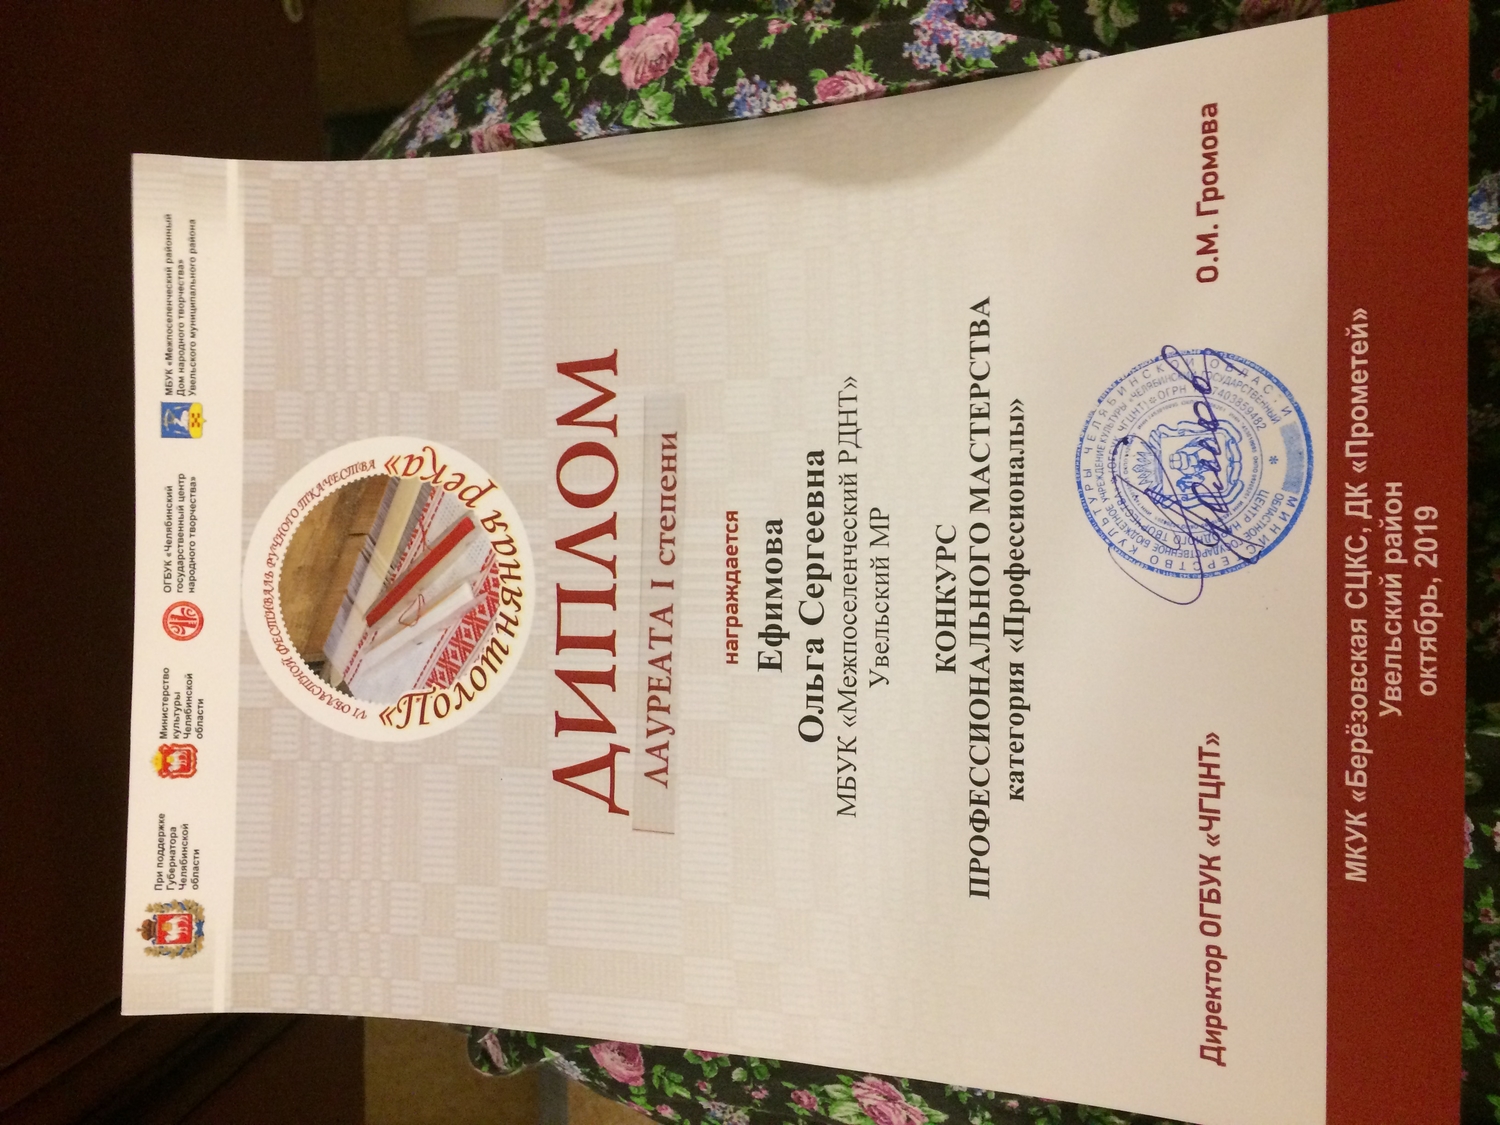 При поддержке
Губернатора
Челябинской
области
Министерство
культуры
Челябинской
области
ОГБУК «Челябинский
государственный центр
народного творчества»
МБУК «Межпоселенческий районный
Дом народного творчества»
Увельского муниципального района
VI ОБЛАСТНОЙ ФЕСТИВАЛЬ РУЧНОГО ТКАЧЕСТВА
«Полотняная река»
ДИПЛОМ
ЛАУРЕАТА I степени
награждается
Ефимова
Ольга Сергеевна
МБУК «Межпоселенческий РДНТ»
Увельский МР
КОНКУРС
ПРОФЕССИОНАЛЬНОГО МАСТЕРСТВА
категория «Профессионалы»
Директор ОГБУК «ЧГЦНТ»
О.М. Громова
МКУК «Берёзовская СЦКС, ДК «Прометей»
Увельский район
октябрь, 2019